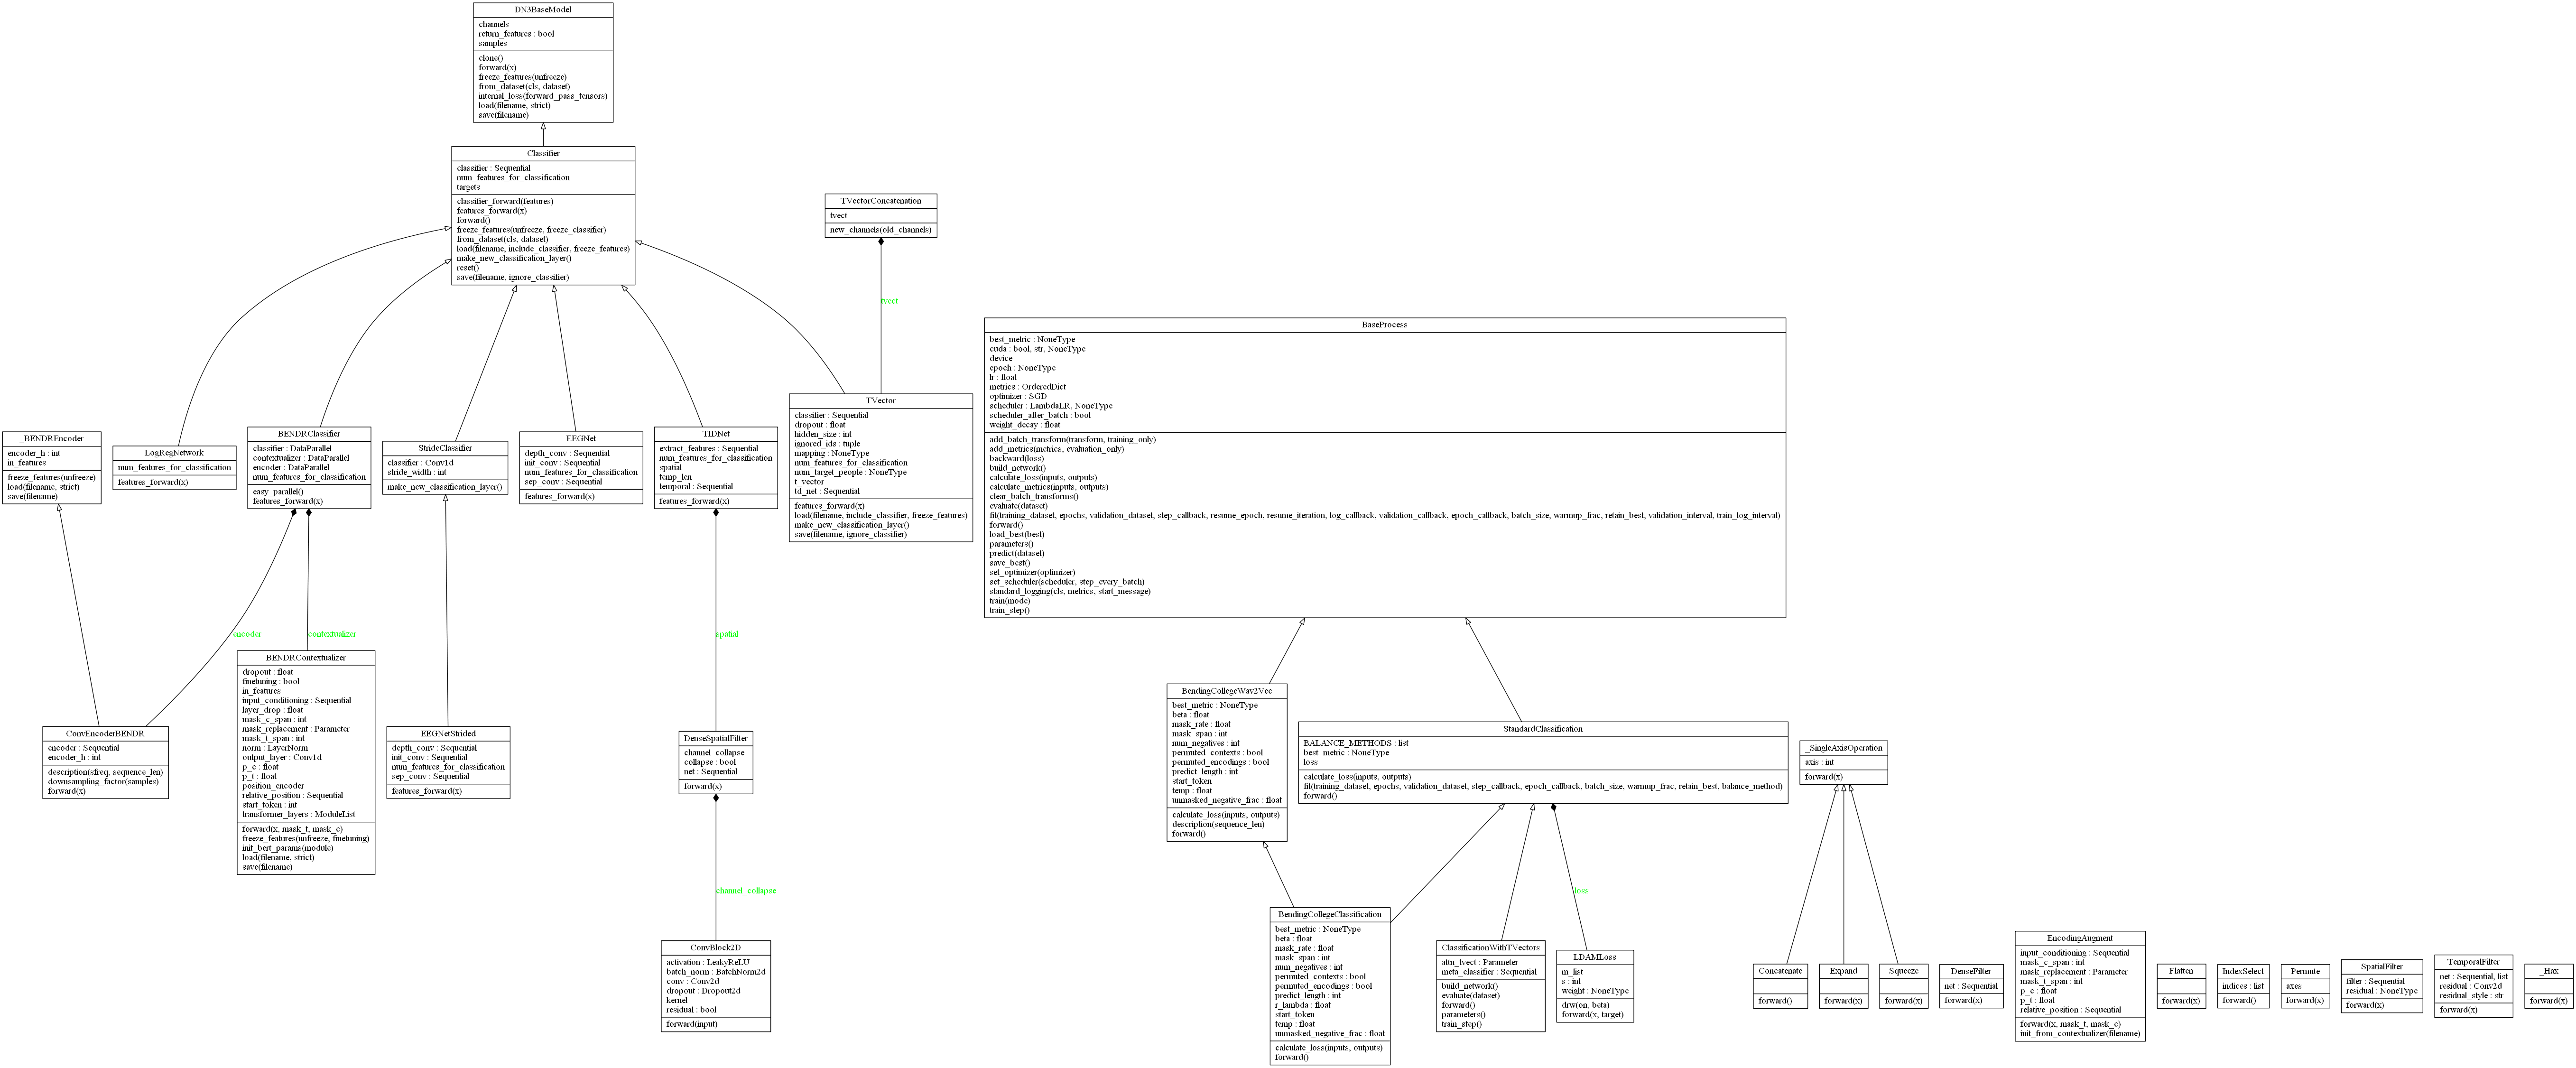 DN3BaseModel
channels
return_features : bool
samples
clone()
forward(x)
freeze_features(unfreeze)
from_dataset(cls, dataset)
internal_loss(forward_pass_tensors)
load(filename, strict)
save(filename)
Classifier
classifier : Sequential
num_features_for_classification
targets
classifier_forward(features)
features_forward(x)
forward()
freeze_features(unfreeze, freeze_classifier)
from_dataset(cls, dataset)
load(filename, include_classifier, freeze_features)
make_new_classification_layer()
reset()
save(filename, ignore_classifier)
TVectorConcatenation
tvect
new_channels(old_channels)
tvect
_BENDREncoder
encoder_h : int
in_features
freeze_features(unfreeze)
load(filename, strict)
save(filename)
LogRegNetwork
num_features_for_classification
features_forward(x)
BENDRClassifier
classifier : DataParallel
contextualizer : DataParallel
encoder : DataParallel
num_features_for_classification
easy_parallel()
features_forward(x)
StrideClassifier
classifier : Conv1d
stride_width : int
make_new_classification_layer()
EEGNet
depth_conv : Sequential
init_conv : Sequential
num_features_for_classification
sep_conv : Sequential
features_forward(x)
TIDNet
extract_features : Sequential
num_features_for_classification
spatial
temp_len
temporal : Sequential
features_forward(x)
TVector
classifier : Sequential
dropout : float
hidden_size : int
ignored_ids : tuple
mapping : NoneType
num_features_for_classification
num_target_people : NoneType
t_vector
td_net : Sequential
features_forward(x)
load(filename, include_classifier, freeze_features)
make_new_classification_layer()
save(filename, ignore_classifier)
BaseProcess
best_metric : NoneType
cuda : bool, str, NoneType
device
epoch : NoneType
lr : float
metrics : OrderedDict
optimizer : SGD
scheduler : LambdaLR, NoneType
scheduler_after_batch : bool
weight_decay : float
add_batch_transform(transform, training_only)
add_metrics(metrics, evaluation_only)
backward(loss)
build_network()
calculate_loss(inputs, outputs)
calculate_metrics(inputs, outputs)
clear_batch_transforms()
evaluate(dataset)
fit(training_dataset, epochs, validation_dataset, step_callback, resume_epoch, resume_iteration, log_callback, validation_callback, epoch_callback, batch_size, warmup_frac, retain_best, validation_interval, train_log_interval)
forward()
load_best(best)
parameters()
predict(dataset)
save_best()
set_optimizer(optimizer)
set_scheduler(scheduler, step_every_batch)
standard_logging(cls, metrics, start_message)
train(mode)
train_step()
encoder
contextualizer
spatial
ConvEncoderBENDR
encoder : Sequential
encoder_h : int
description(sfreq, sequence_len)
downsampling_factor(samples)
forward(x)
BENDRContextualizer
dropout : float
finetuning : bool
in_features
input_conditioning : Sequential
layer_drop : float
mask_c_span : int
mask_replacement : Parameter
mask_t_span : int
norm : LayerNorm
output_layer : Conv1d
p_c : float
p_t : float
position_encoder
relative_position : Sequential
start_token : int
transformer_layers : ModuleList
forward(x, mask_t, mask_c)
freeze_features(unfreeze, finetuning)
init_bert_params(module)
load(filename, strict)
save(filename)
EEGNetStrided
depth_conv : Sequential
init_conv : Sequential
num_features_for_classification
sep_conv : Sequential
features_forward(x)
DenseSpatialFilter
channel_collapse
collapse : bool
net : Sequential
forward(x)
channel_collapse
ConvBlock2D
activation : LeakyReLU
batch_norm : BatchNorm2d
conv : Conv2d
dropout : Dropout2d
kernel
residual : bool
forward(input)
BendingCollegeWav2Vec
best_metric : NoneType
beta : float
mask_rate : float
mask_span : int
num_negatives : int
permuted_contexts : bool
permuted_encodings : bool
predict_length : int
start_token
temp : float
unmasked_negative_frac : float
calculate_loss(inputs, outputs)
description(sequence_len)
forward()
StandardClassification
BALANCE_METHODS : list
best_metric : NoneType
loss
calculate_loss(inputs, outputs)
fit(training_dataset, epochs, validation_dataset, step_callback, epoch_callback, batch_size, warmup_frac, retain_best, balance_method)
forward()
loss
BendingCollegeClassification
best_metric : NoneType
beta : float
mask_rate : float
mask_span : int
num_negatives : int
permuted_contexts : bool
permuted_encodings : bool
predict_length : int
r_lambda : float
start_token
temp : float
unmasked_negative_frac : float
calculate_loss(inputs, outputs)
forward()
ClassificationWithTVectors
attn_tvect : Parameter
meta_classifier : Sequential
build_network()
evaluate(dataset)
forward()
parameters()
train_step()
LDAMLoss
m_list
s : int
weight : NoneType
drw(on, beta)
forward(x, target)
_SingleAxisOperation
axis : int
forward(x)
Concatenate
forward()
Expand
forward(x)
Squeeze
forward(x)
DenseFilter
net : Sequential
forward(x)
EncodingAugment
input_conditioning : Sequential
mask_c_span : int
mask_replacement : Parameter
mask_t_span : int
p_c : float
p_t : float
relative_position : Sequential
forward(x, mask_t, mask_c)
init_from_contextualizer(filename)
Flatten
forward(x)
IndexSelect
indices : list
forward()
Permute
axes
forward(x)
SpatialFilter
filter : Sequential
residual : NoneType
forward(x)
TemporalFilter
net : Sequential, list
residual : Conv2d
residual_style : str
forward(x)
_Hax
forward(x)